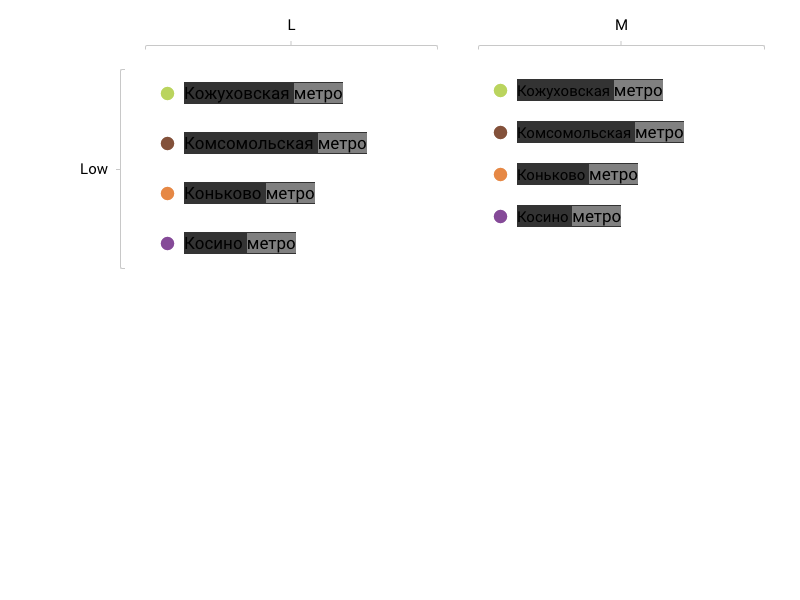 L M
Кожуховская метро Кожуховская метро
Комсомольская метро Комсомольская метро
Low
Коньково метро Коньково метро
Косино метро Косино метро